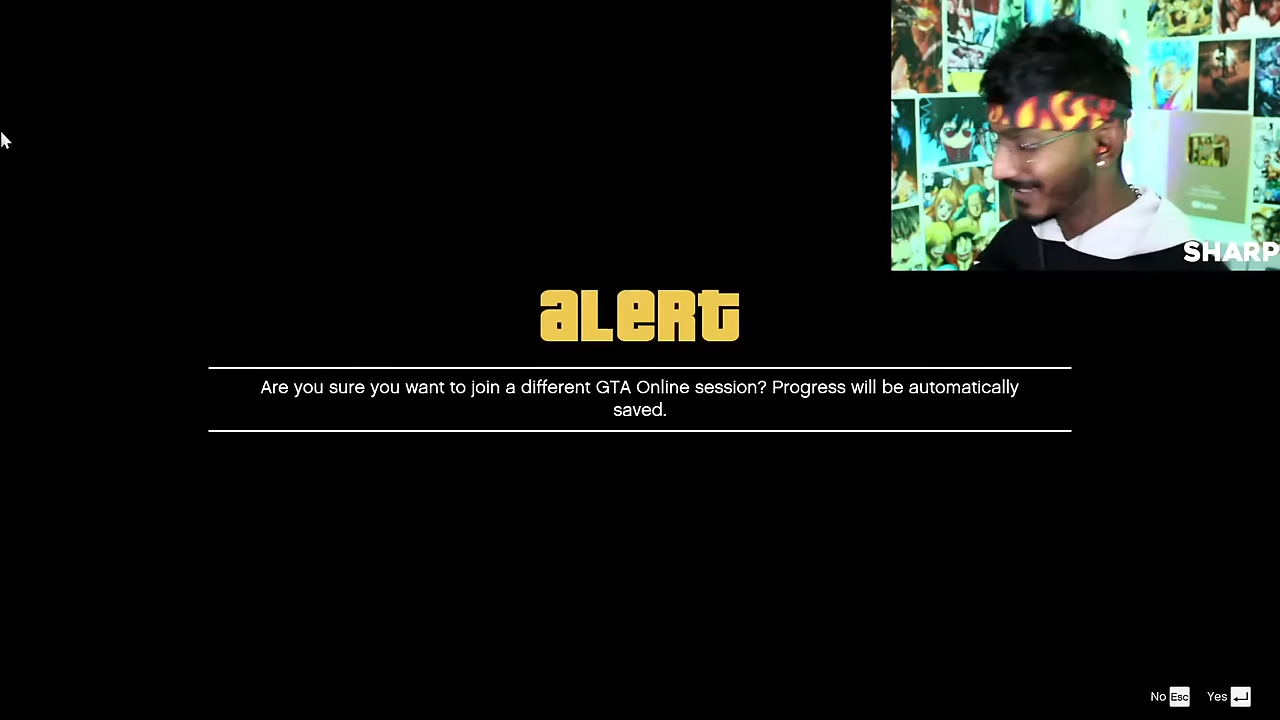 SHARP
aLeRt
Are you sure you want to join a different GTA Online session? Progress will be automatically
saved.
No Esc Yes